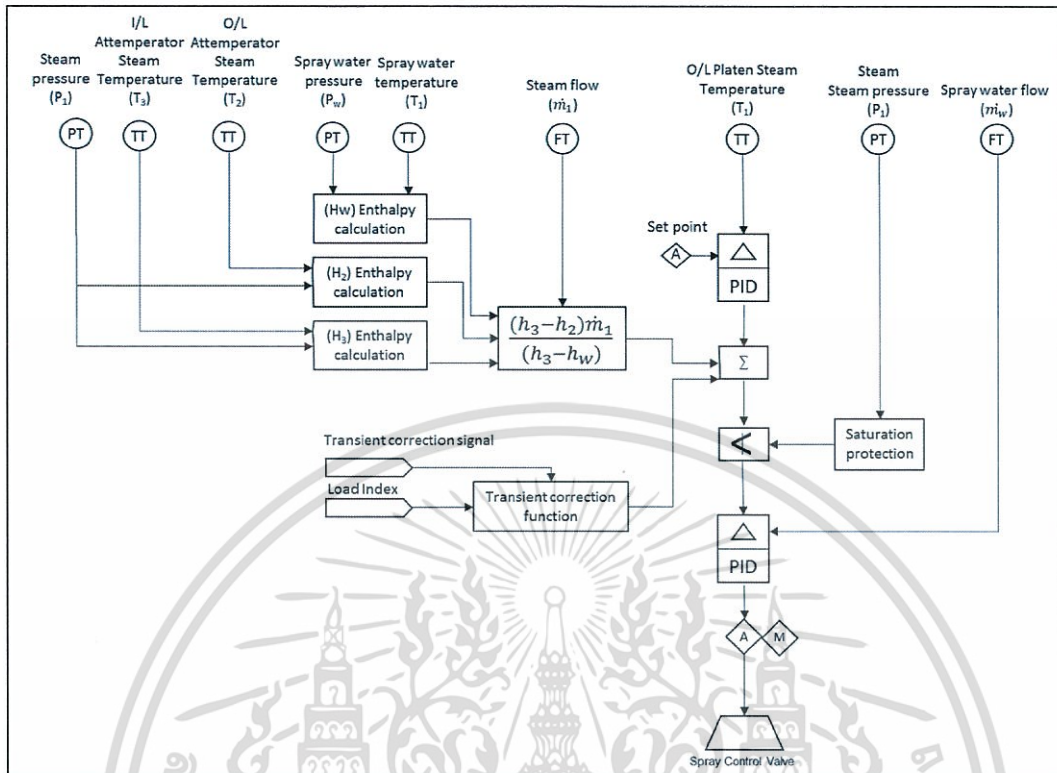 I/L
Attemperator
Steam
Temperature
(T₃)
O/L
Attemperator
Steam
Temperature
(T₂)
Steam
pressure
(P₁)
Spray water
pressure
(P_w)
Spray water
temperature
(T₁)
Steam flow
(ṁ₁)
O/L Platen Steam
Temperature
(T₁)
Steam
Steam pressure
(P₁)
Spray water flow
(ṁ_w)
PT
TT
TT
PT
TT
FT
TT
PT
FT
(Hw) Enthalpy
calculation
Set point
A
△
PID
(H₂) Enthalpy
calculation
(H₃) Enthalpy
calculation
(h₃−h₂)ṁ₁
(h₃−h_w)
Σ
<
Saturation
protection
Transient correction signal
Load Index
Transient correction
function
△
PID
A
M
Spray Control Valve